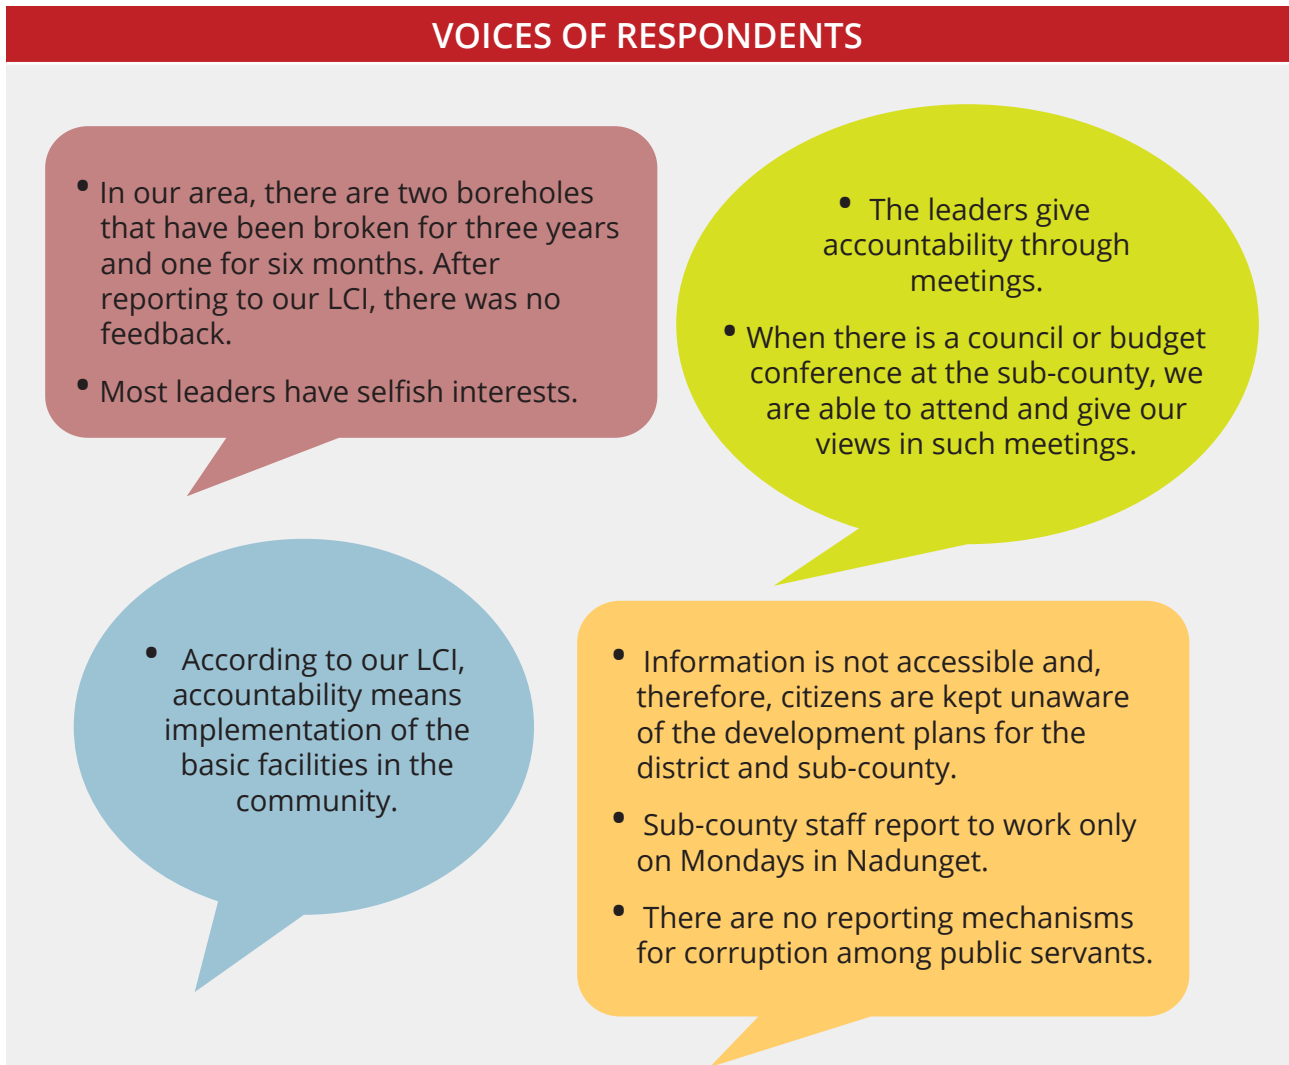 VOICES OF RESPONDENTS
• In our area, there are two boreholes
that have been broken for three years
and one for six months. After
reporting to our LCI, there was no
feedback.
• Most leaders have selfish interests.
• The leaders give
accountability through
meetings.
• When there is a council or budget
conference at the sub-county, we
are able to attend and give our
views in such meetings.
• According to our LCI,
accountability means
implementation of the
basic facilities in the
community.
• Information is not accessible and,
therefore, citizens are kept unaware
of the development plans for the
district and sub-county.
• Sub-county staff report to work only
on Mondays in Nadunget.
• There are no reporting mechanisms
for corruption among public servants.